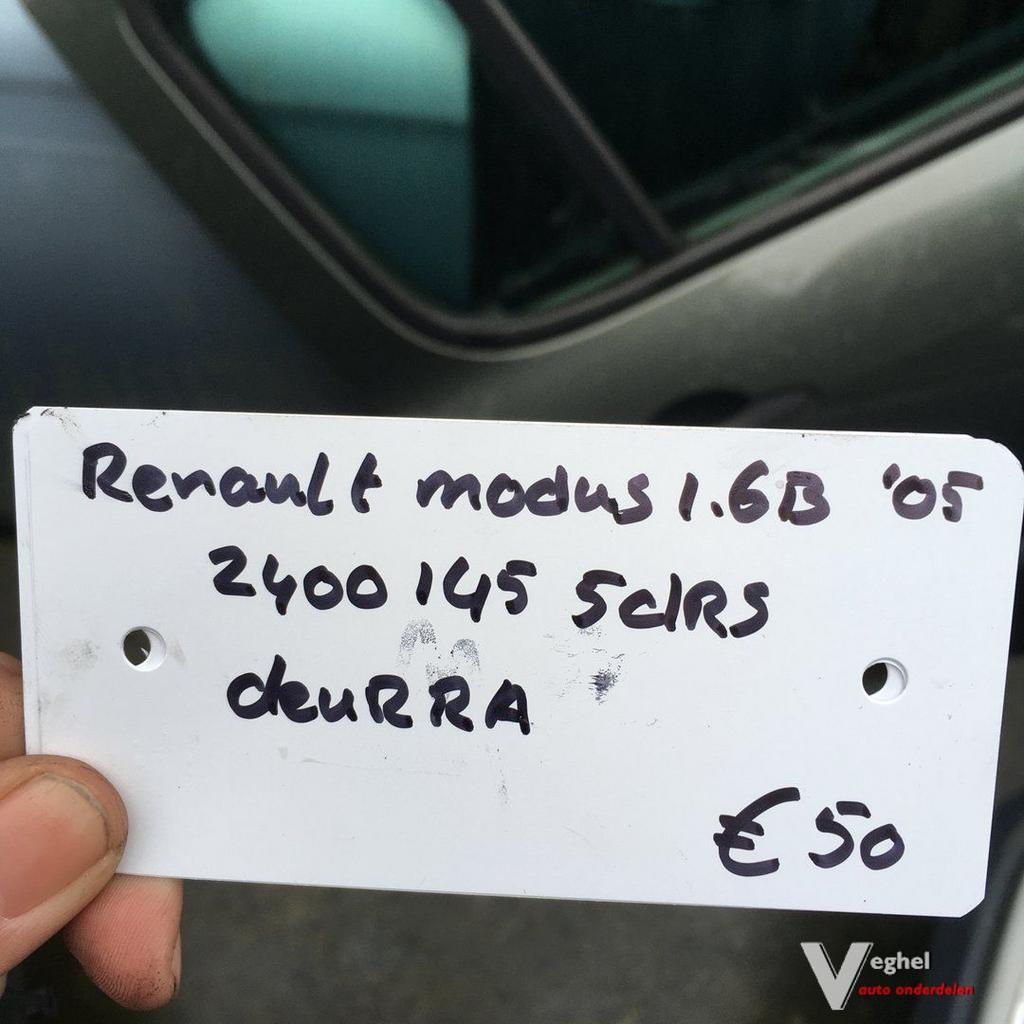 Renault modus 1.6B '05
2400145 5dRS
deuRRA
€50
Veghel
auto onderdelen